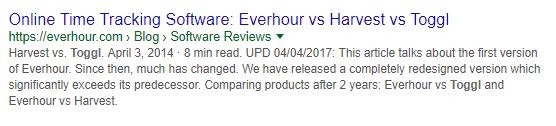 Online Time Tracking Software: Everhour vs Harvest vs Toggl
https://everhour.com › Blog › Software Reviews ▼
Harvest vs. Toggl. April 3, 2014 · 8 min read. UPD 04/04/2017: This article talks about the first version
of Everhour. Since then, much has changed. We have released a completely redesigned version which
significantly exceeds its predecessor. Comparing products after 2 years: Everhour vs Toggl and
Everhour vs Harvest.